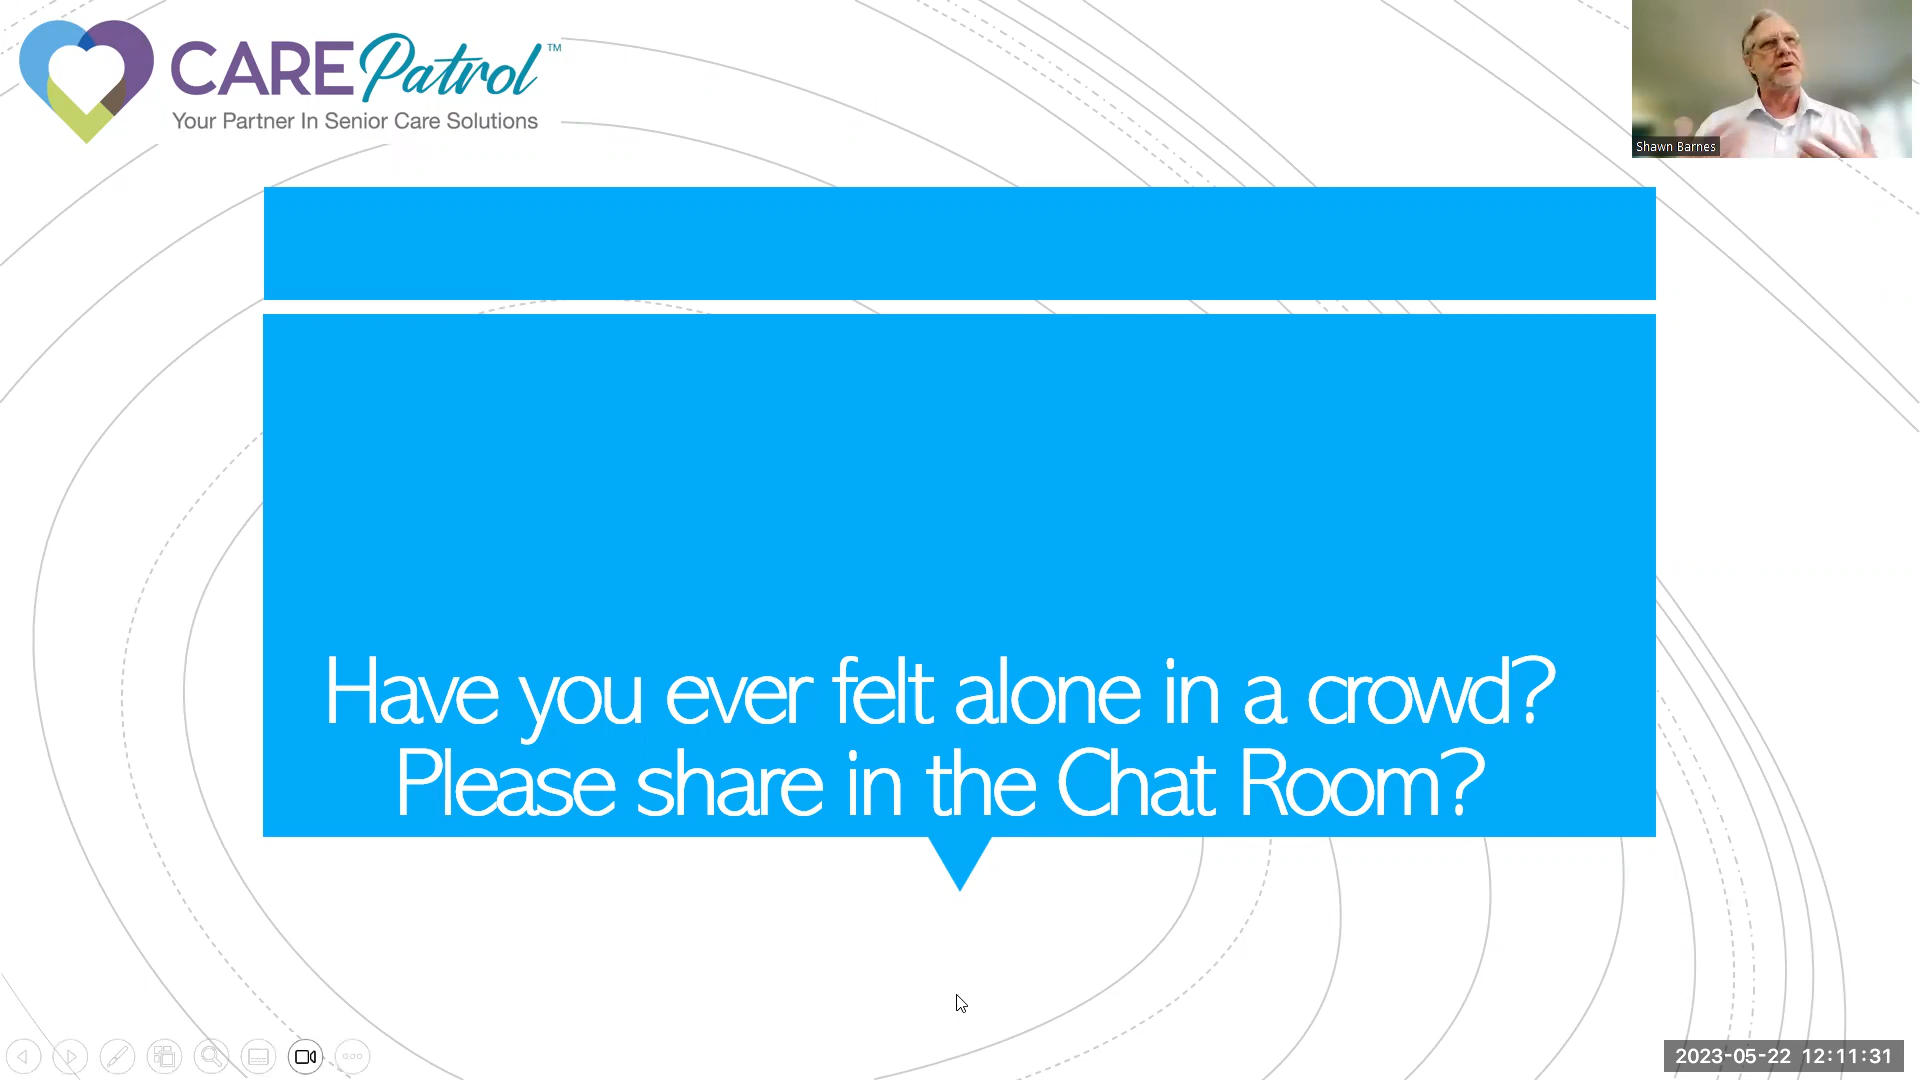 CAREPatrol™
Your Partner In Senior Care Solutions
Shawn Barnes
Have you ever felt alone in a crowd?
Please share in the Chat Room?
2023-05-22 12:11:31